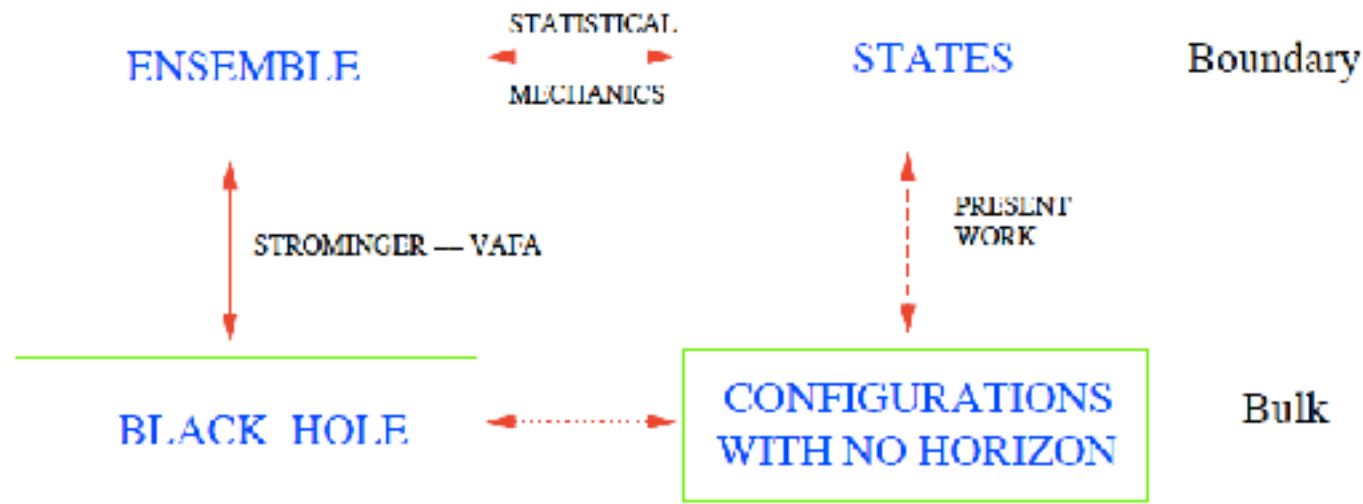 STATISTICAL
ENSEMBLE
STATES
Boundary
MECHANICS
PRESENT
WORK
STROMINGER — VAFA
CONFIGURATIONS
WITH NO HORIZON
BLACK HOLE
Bulk